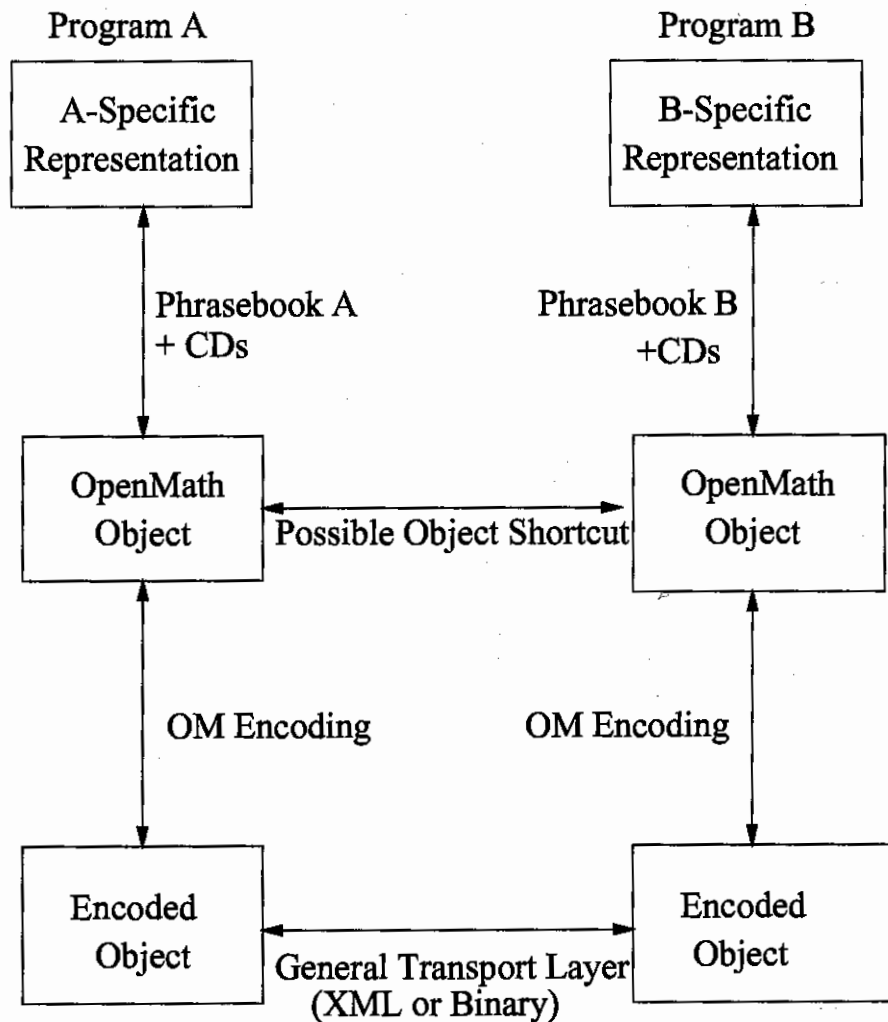 Program A
Program B
A-Specific
Representation
B-Specific
Representation
Phrasebook A
+ CDs
Phrasebook B
+CDs
OpenMath
Object
Possible Object Shortcut
OpenMath
Object
OM Encoding
OM Encoding
Encoded
Object
General Transport Layer
(XML or Binary)
Encoded
Object